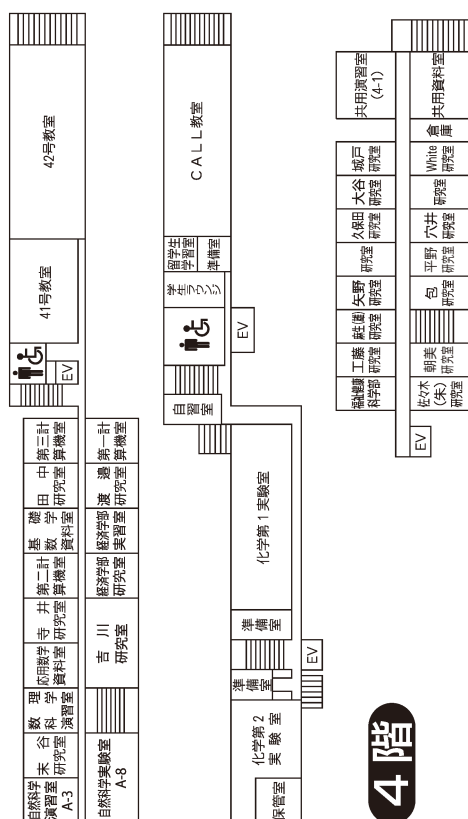 42号教室
41号教室
EV
第三計
算機室
田中
研究室
基礎
数学
資料室
第二計
算機室
寺井
研究室
応用数学
資料室
数理
科学
演習室
末谷
研究室
自然科学
演習室
A-3
第一計
算機室
渡邉
研究室
経済学部
実習室
経済学部
研究室
吉川
研究室
自然科学実験室
A-8
CALL教室
留学生
学習室
準備室
学生ラウンジ
EV
自習室
化学第1実験室
準備室
EV
準備室
化学第2
実験室
保管室
共用演習室
(4-1)
共用資料室
倉庫
城戸
研究室
White
研究室
大谷
研究室
研究室
久保田
研究室
穴井
研究室
研究室
平野
研究室
矢野
研究室
包
研究室
麻生(雄)
研究室
工藤
研究室
朝美
研究室
福祉健康
科学部
佐々木
(朱)
研究室
EV
4階